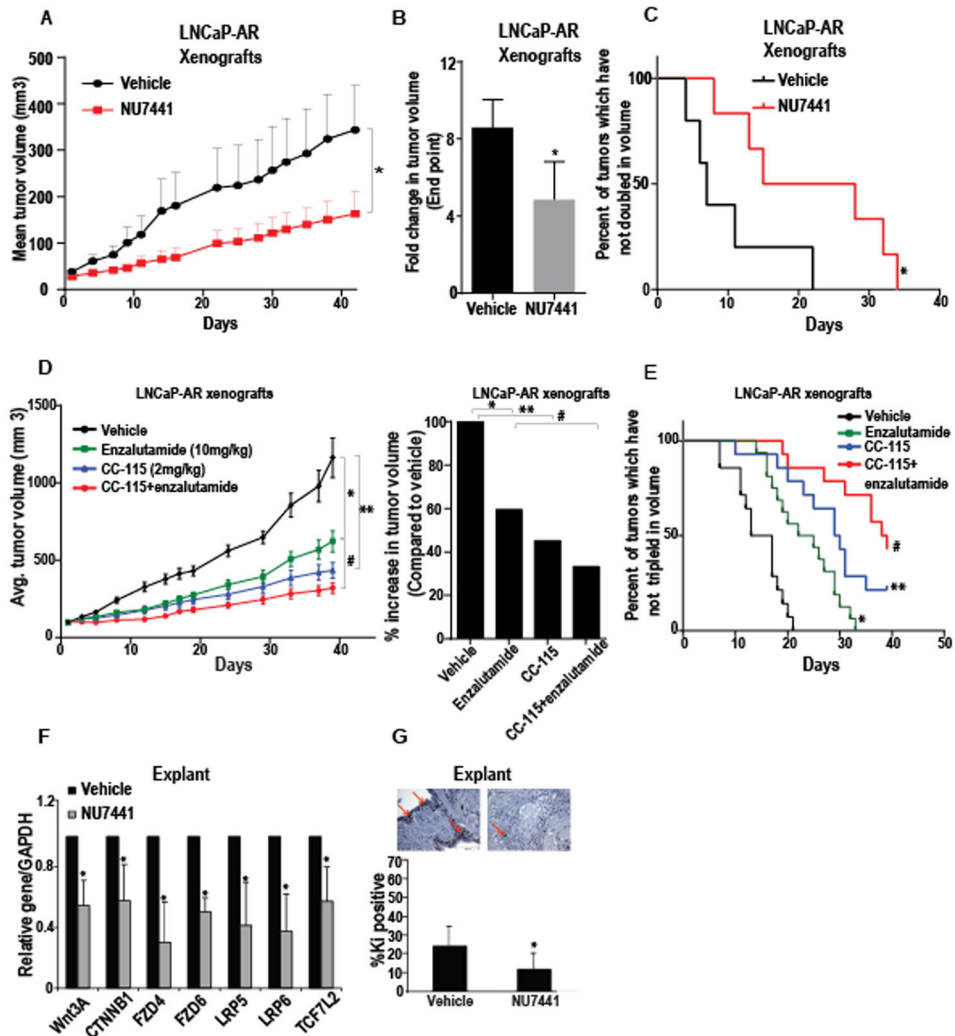 A
LNCaP-AR
Xenografts
Mean tumor volume (mm3)
500
400
300
200
100
0
Vehicle
NU7441
*
0
10
20
30
40
Days
B
LNCaP-AR
Xenografts
Fold change in tumor volume
(End point)
12
8
4
0
*
Vehicle
NU7441
C
LNCaP-AR
Xenografts
Vehicle
NU7441
Percent of tumors which have
not doubled in volume
100
0
*
0
10
20
30
40
Days
D
LNCaP-AR xenografts
Avg. tumor volume (mm 3)
1500
1000
500
0
Vehicle
Enzalutamide (10mg/kg)
CC-115 (2mg/kg)
CC-115+enzalutamide
*
**
#
0
10
20
30
40
50
Days
LNCaP-AR xenografts
% increase in tumor volume
(Compared to vehicle)
100
80
60
40
20
0
*
**
#
Vehicle
Enzalutamide
CC-115
CC-115+enzalutamide
E
LNCaP-AR xenografts
Vehicle
Enzalutamide
CC-115
CC-115+
enzalutamide
Percent of tumors which have
not tripleld in volume
100
0
#
**
*
0
10
20
30
40
50
Days
F
Explant
Vehicle
NU7441
Relative gene/GAPDH
1.2
0.8
0.4
0
*
*
*
*
*
*
*
Wnt3A
CTNNB1
FZD4
FZD6
LRP5
LRP6
TCF7L2
G
Explant
%Ki positive
60
50
40
30
20
10
0
*
Vehicle
NU7441